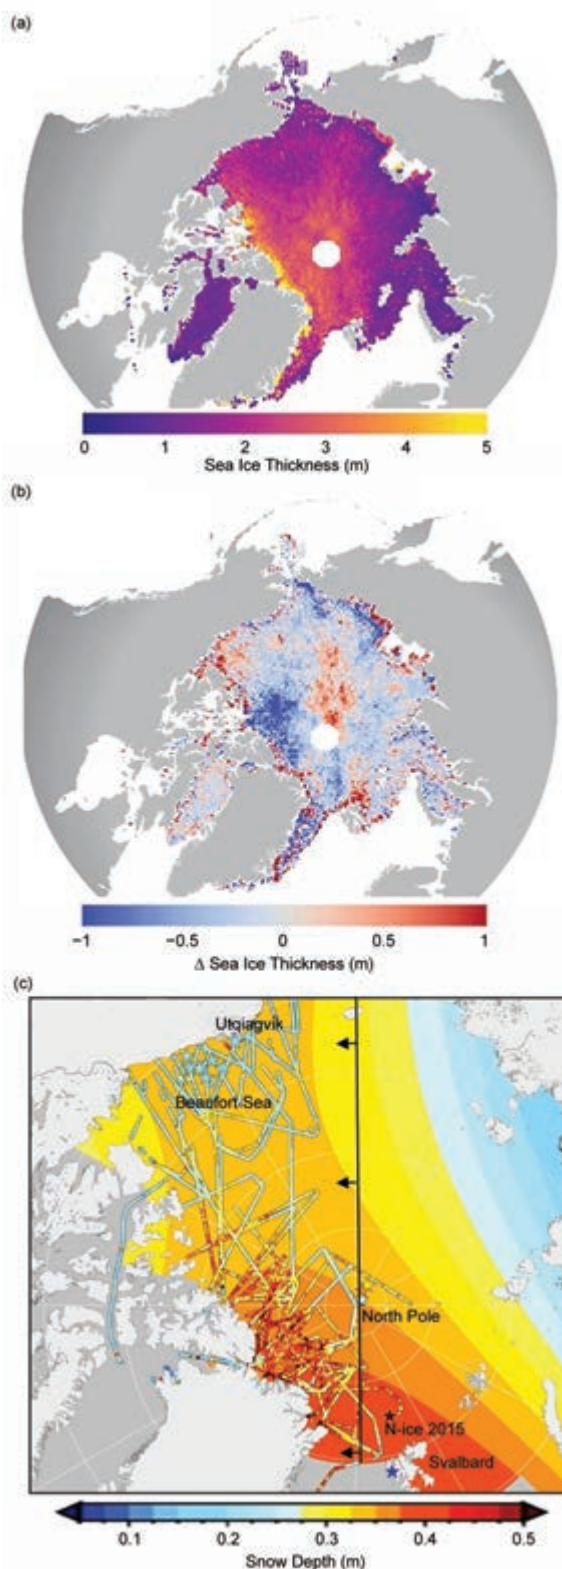 (a)
0 1 2 3 4 5
Sea Ice Thickness (m)
(b)
−1 −0.5 0 0.5 1
Δ Sea Ice Thickness (m)
(c)
Utqiagvik
Beaufort Sea
North Pole
N-ice 2015
Svalbard
0.1 0.2 0.3 0.4 0.5
Snow Depth (m)